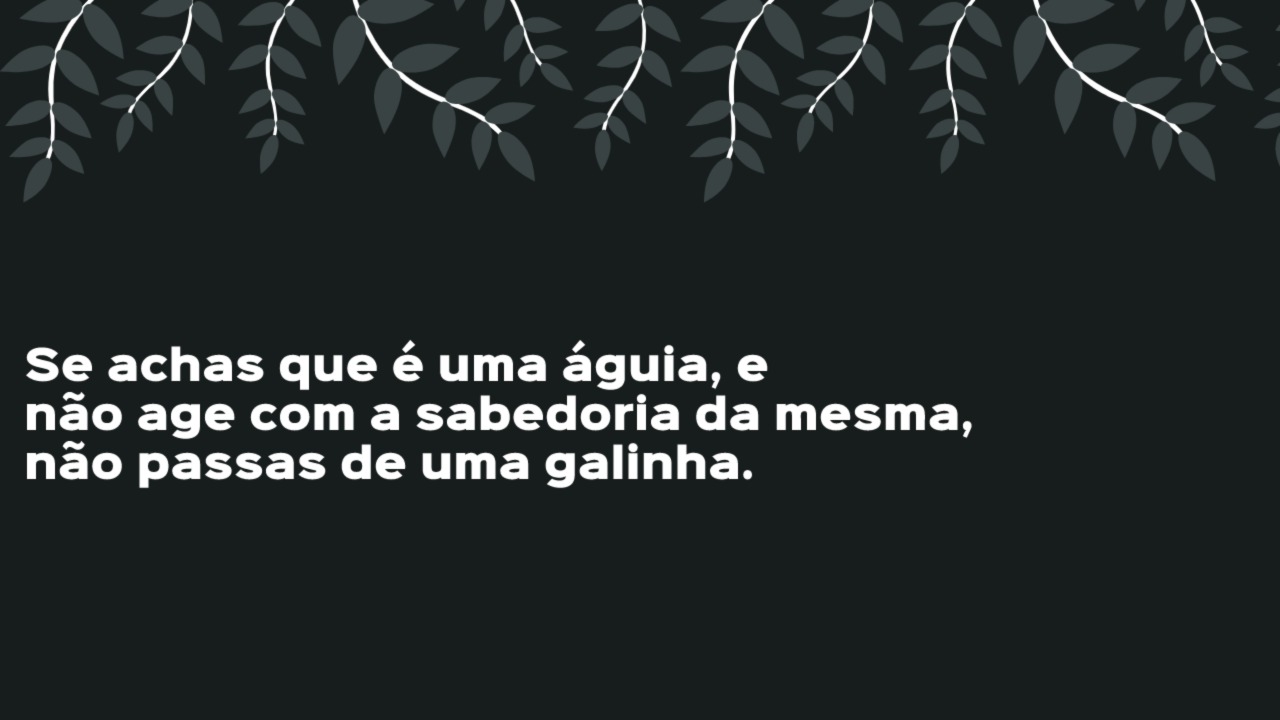 Se achas que é uma águia, e
não age com a sabedoria da mesma,
não passas de uma galinha.